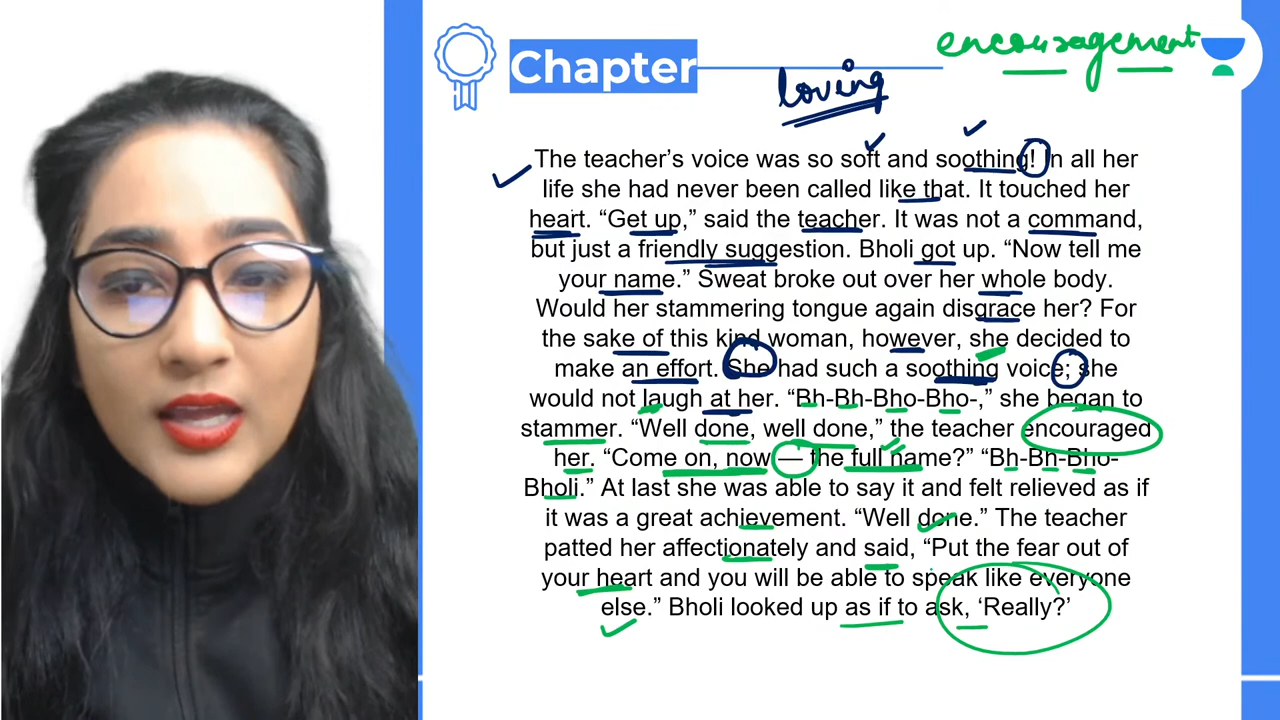 encouragement
Chapter
loving
The teacher’s voice was so soft and soothing! In all her
life she had never been called like that. It touched her
heart. “Get up,” said the teacher. It was not a command,
but just a friendly suggestion. Bholi got up. “Now tell me
your name.” Sweat broke out over her whole body.
Would her stammering tongue again disgrace her? For
the sake of this kind woman, however, she decided to
make an effort. She had such a soothing voice; she
would not laugh at her. “Bh-Bh-Bho-Bho-,” she began to
stammer. “Well done, well done,” the teacher encouraged
her. “Come on, now — the full name?” “Bh-Bh-Bho-
Bholi.” At last she was able to say it and felt relieved as if
it was a great achievement. “Well done.” The teacher
patted her affectionately and said, “Put the fear out of
your heart and you will be able to speak like everyone
else.” Bholi looked up as if to ask, ‘Really?’